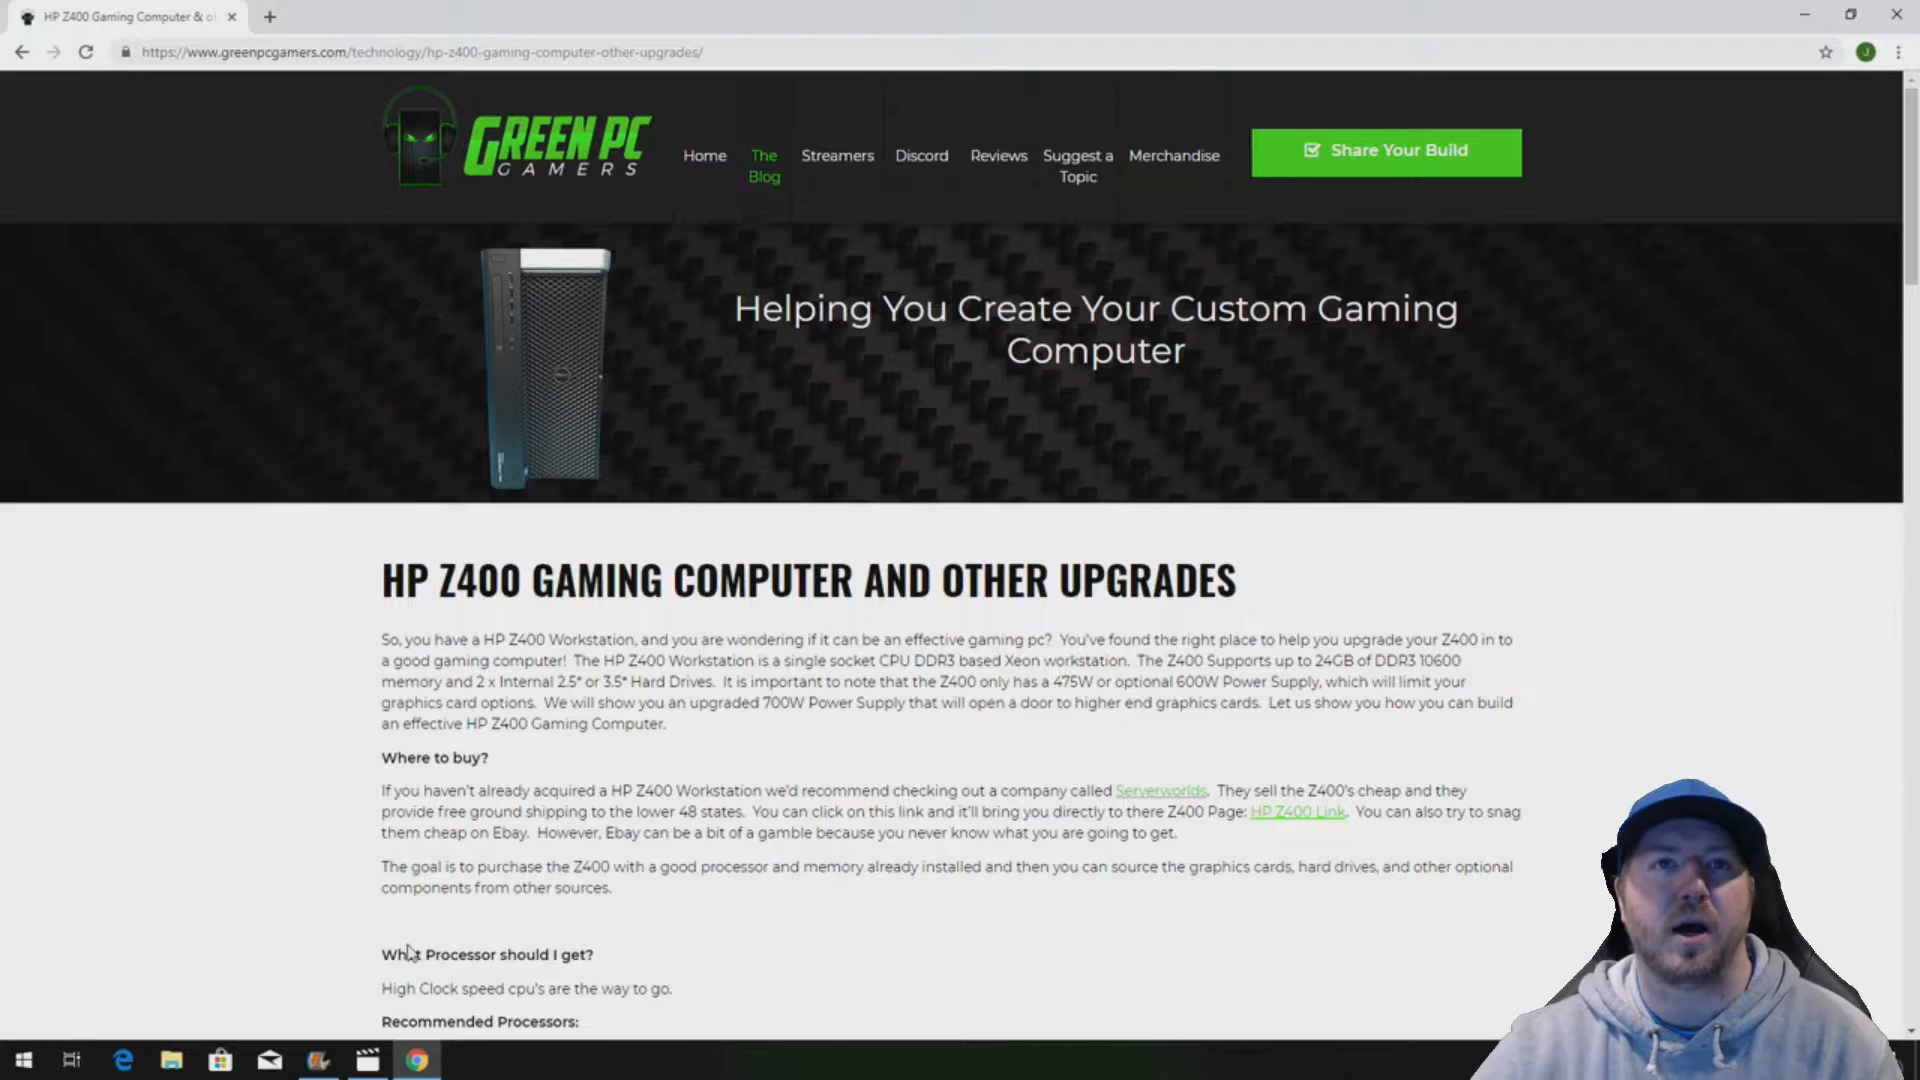 HP Z400 Gaming Computer & o
https://www.greenpcgamers.com/technology/hp-z400-gaming-computer-other-upgrades/
J
GREEN PC
GAMERS
Home
The
Blog
Streamers
Discord
Reviews
Suggest a
Topic
Merchandise
Share Your Build
Helping You Create Your Custom Gaming
Computer
HP Z400 GAMING COMPUTER AND OTHER UPGRADES
So, you have a HP Z400 Workstation, and you are wondering if it can be an effective gaming pc? You've found the right place to help you upgrade your Z400 in to
a good gaming computer! The HP Z400 Workstation is a single socket CPU DDR3 based Xeon workstation. The Z400 Supports up to 24GB of DDR3 10600
memory and 2 x Internal 2.5" or 3.5" Hard Drives. It is important to note that the Z400 only has a 475W or optional 600W Power Supply, which will limit your
graphics card options. We will show you an upgraded 700W Power Supply that will open a door to higher end graphics cards. Let us show you how you can build
an effective HP Z400 Gaming Computer.
Where to buy?
If you haven't already acquired a HP Z400 Workstation we'd recommend checking out a company called Serverworlds. They sell the Z400's cheap and they
provide free ground shipping to the lower 48 states. You can click on this link and it'll bring you directly to there Z400 Page: HP Z400 Link. You can also try to snag
them cheap on Ebay. However, Ebay can be a bit of a gamble because you never know what you are going to get.
The goal is to purchase the Z400 with a good processor and memory already installed and then you can source the graphics cards, hard drives, and other optional
components from other sources.
What Processor should I get?
High Clock speed cpu's are the way to go.
Recommended Processors: